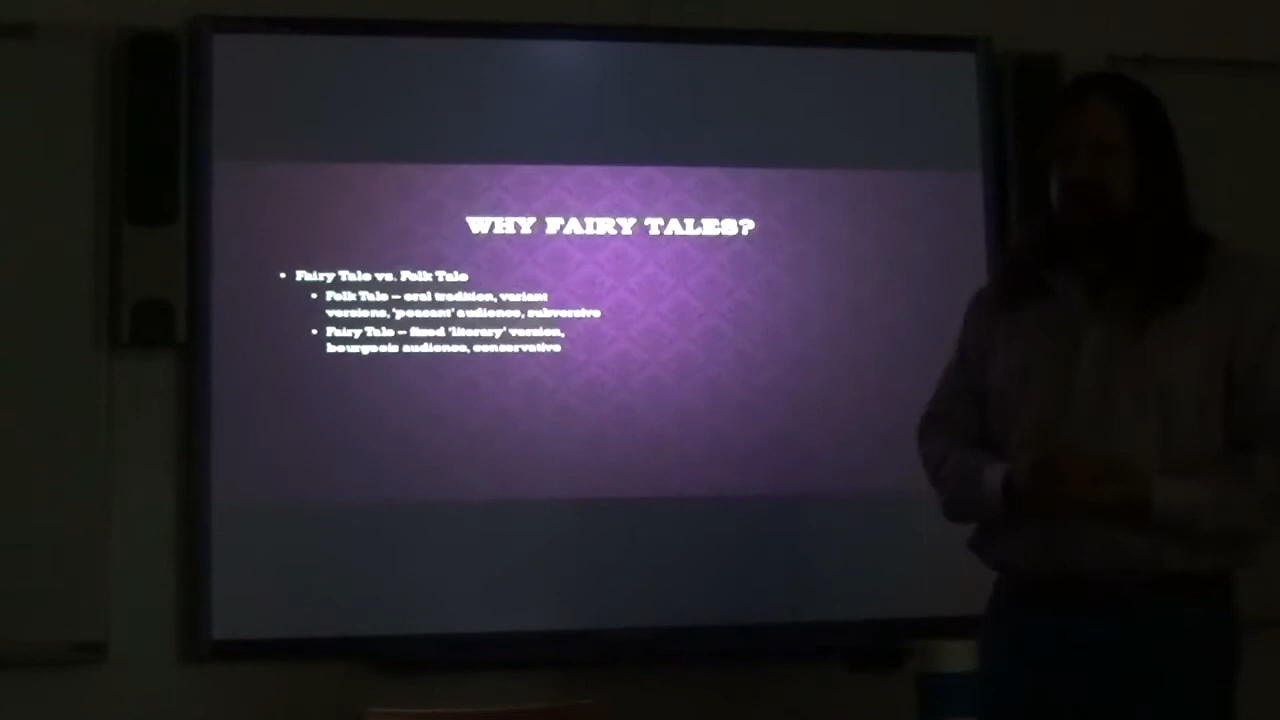 WHY FAIRY TALES?
• Fairy Tale vs. Folk Tale
• Folk Tale – oral tradition, variant
versions, 'peasant' audience, subversive
• Fairy Tale – fixed 'literary' version,
bourgeois audience, conservative